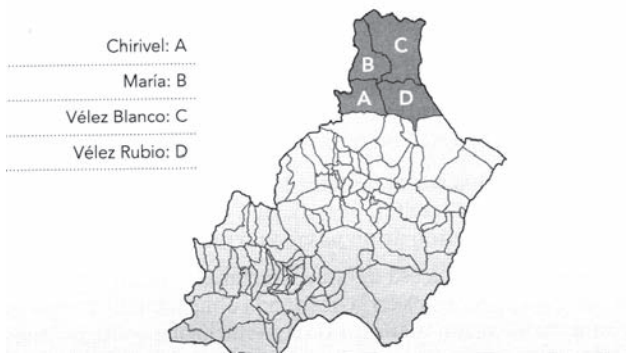 Chirivel: A
María: B
Vélez Blanco: C
Vélez Rubio: D
C
B
A
D